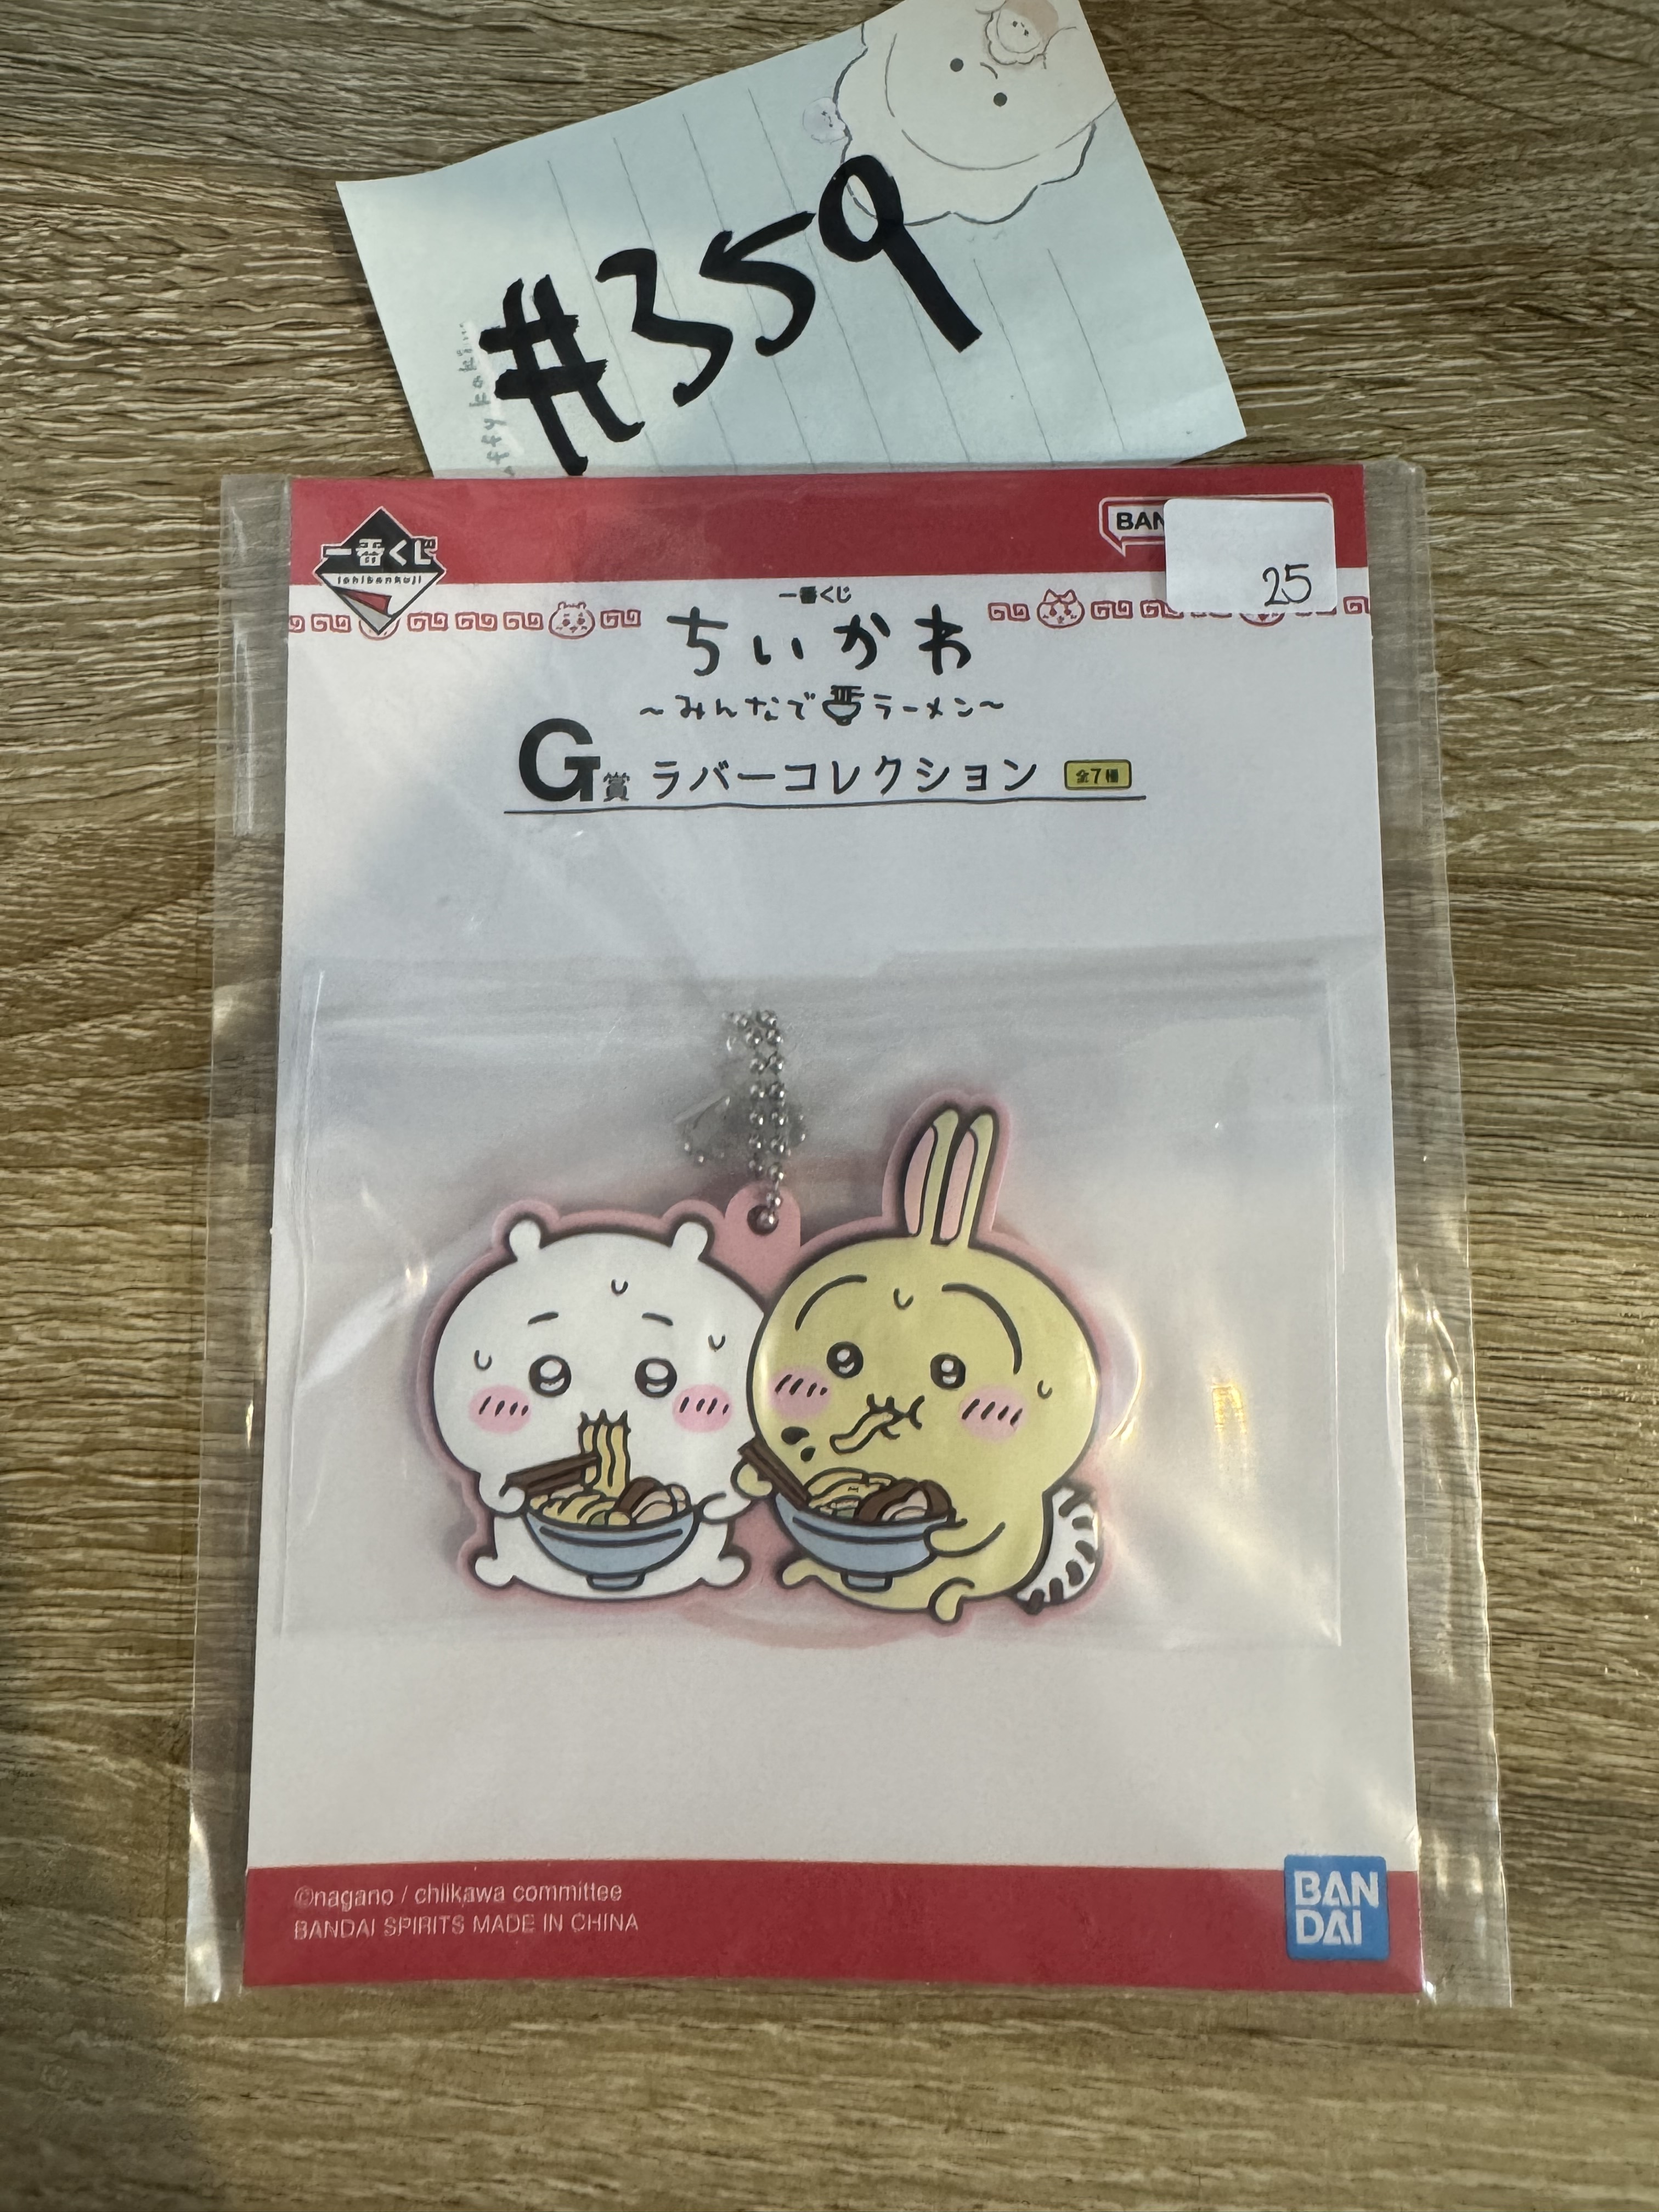 #359
ffy kaki...
一番くじ
ichibankuji
BAN
25
一番くじ
ちいかわ
～みんなでラーメン～
G賞 ラバーコレクション 全7種
©nagano / chiikawa committee
BANDAI SPIRITS MADE IN CHINA
BAN
DAI